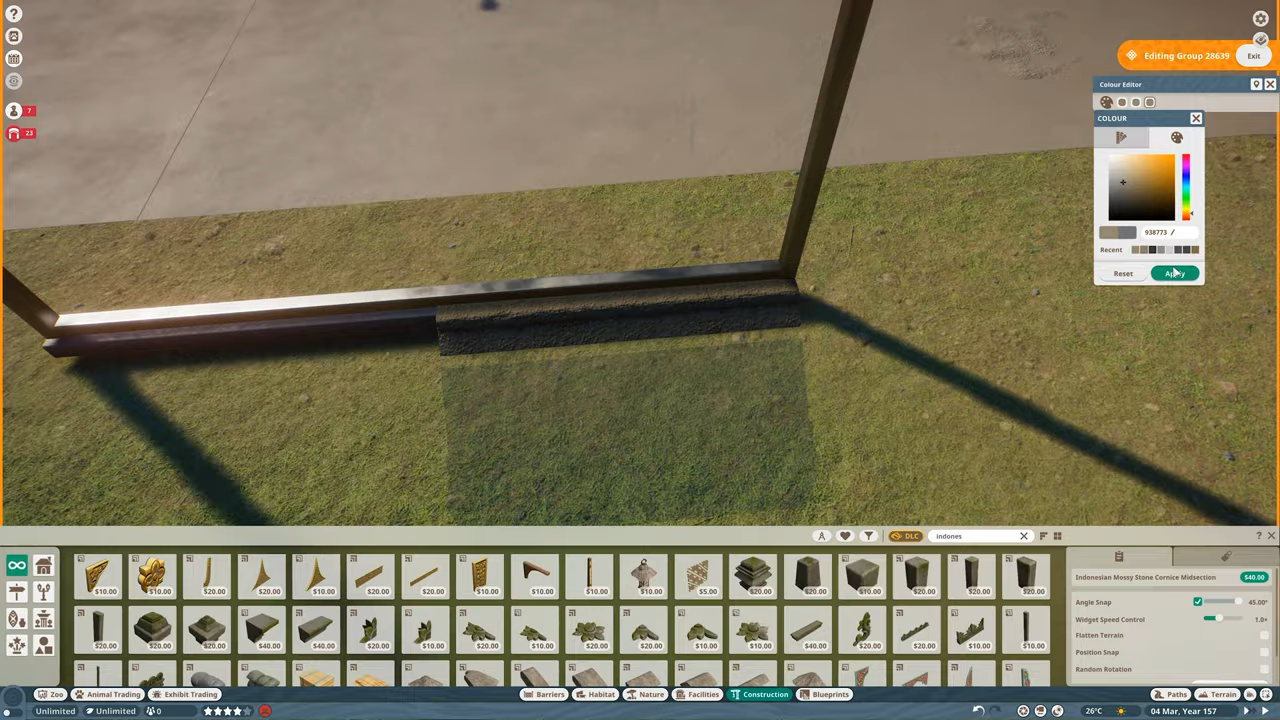 Editing Group 28639
Exit
Colour Editor
COLOUR
938773 /
Recent
Reset
7
23
DLC
indones
$10.00 $10.00 $20.00 $10.00 $10.00 $20.00 $20.00 $10.00 $10.00 $10.00 $10.00 $5.00 $20.00 $20.00 $10.00 $20.00 $20.00 $20.00
$20.00 $20.00 $20.00 $40.00 $40.00 $20.00 $10.00 $20.00 $10.00 $20.00 $20.00 $10.00 $10.00 $40.00 $20.00 $20.00 $20.00 $10.00
Indonesian Mossy Stone Cornice Midsection $40.00
Angle Snap 45.00°
Widget Speed Control 1.0×
Flatten Terrain
Position Snap
Random Rotation
Zoo Animal Trading Exhibit Trading Barriers Habitat Nature Facilities Construction Blueprints Paths Terrain
Unlimited Unlimited 0 26°C 04 Mar, Year 157